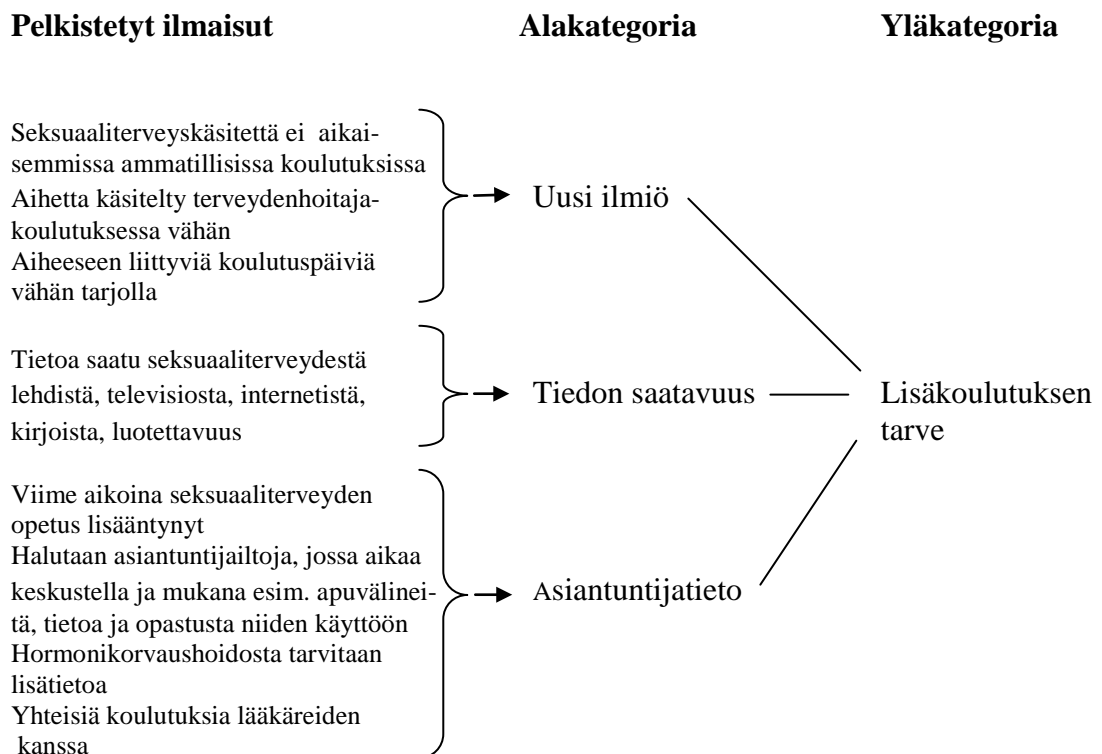 Pelkistetyt ilmaisut Alakategoria Yläkategoria
Seksuaaliterveyskäsitettä ei aikai-
semmissa ammatillisissa koulutuksissa
Aihetta käsitelty terveydenhoitaja-
koulutuksessa vähän
Aiheeseen liittyviä koulutuspäiviä
vähän tarjolla
Uusi ilmiö
Tietoa saatu seksuaaliterveydestä
lehdistä, televisiosta, internetistä,
kirjoista, luotettavuus
Tiedon saatavuus
Lisäkoulutuksen
tarve
Viime aikoina seksuaaliterveyden
opetus lisääntynyt
Halutaan asiantuntijailtoja, jossa aikaa
keskustella ja mukana esim. apuvälinei-
tä, tietoa ja opastusta niiden käyttöön
Hormonikorvaushoidosta tarvitaan
lisätietoa
Yhteisiä koulutuksia lääkäreiden
kanssa
Asiantuntijatieto